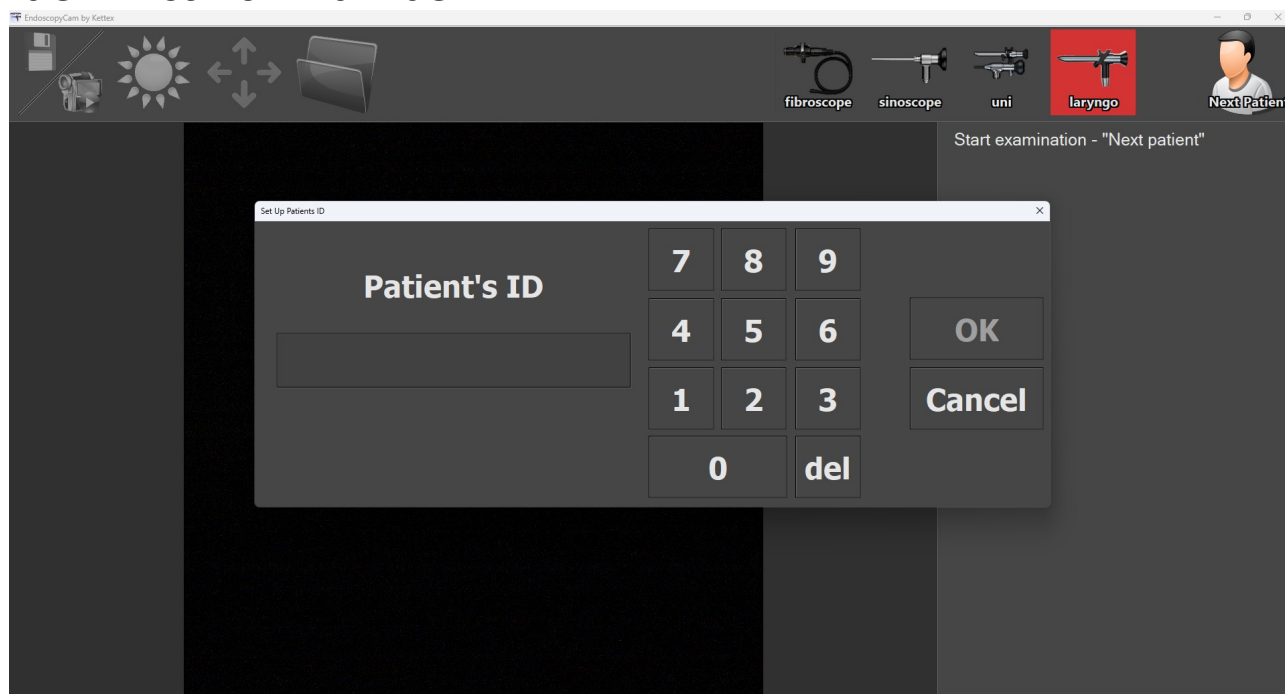 EndoscopyCam by Kettex
fibroscope
sinoscope
uni
laryngo
Next Patien
Start examination - "Next patient"
Set Up Patients ID
Patient's ID
7 8 9
4 5 6
OK
1 2 3
Cancel
0 del